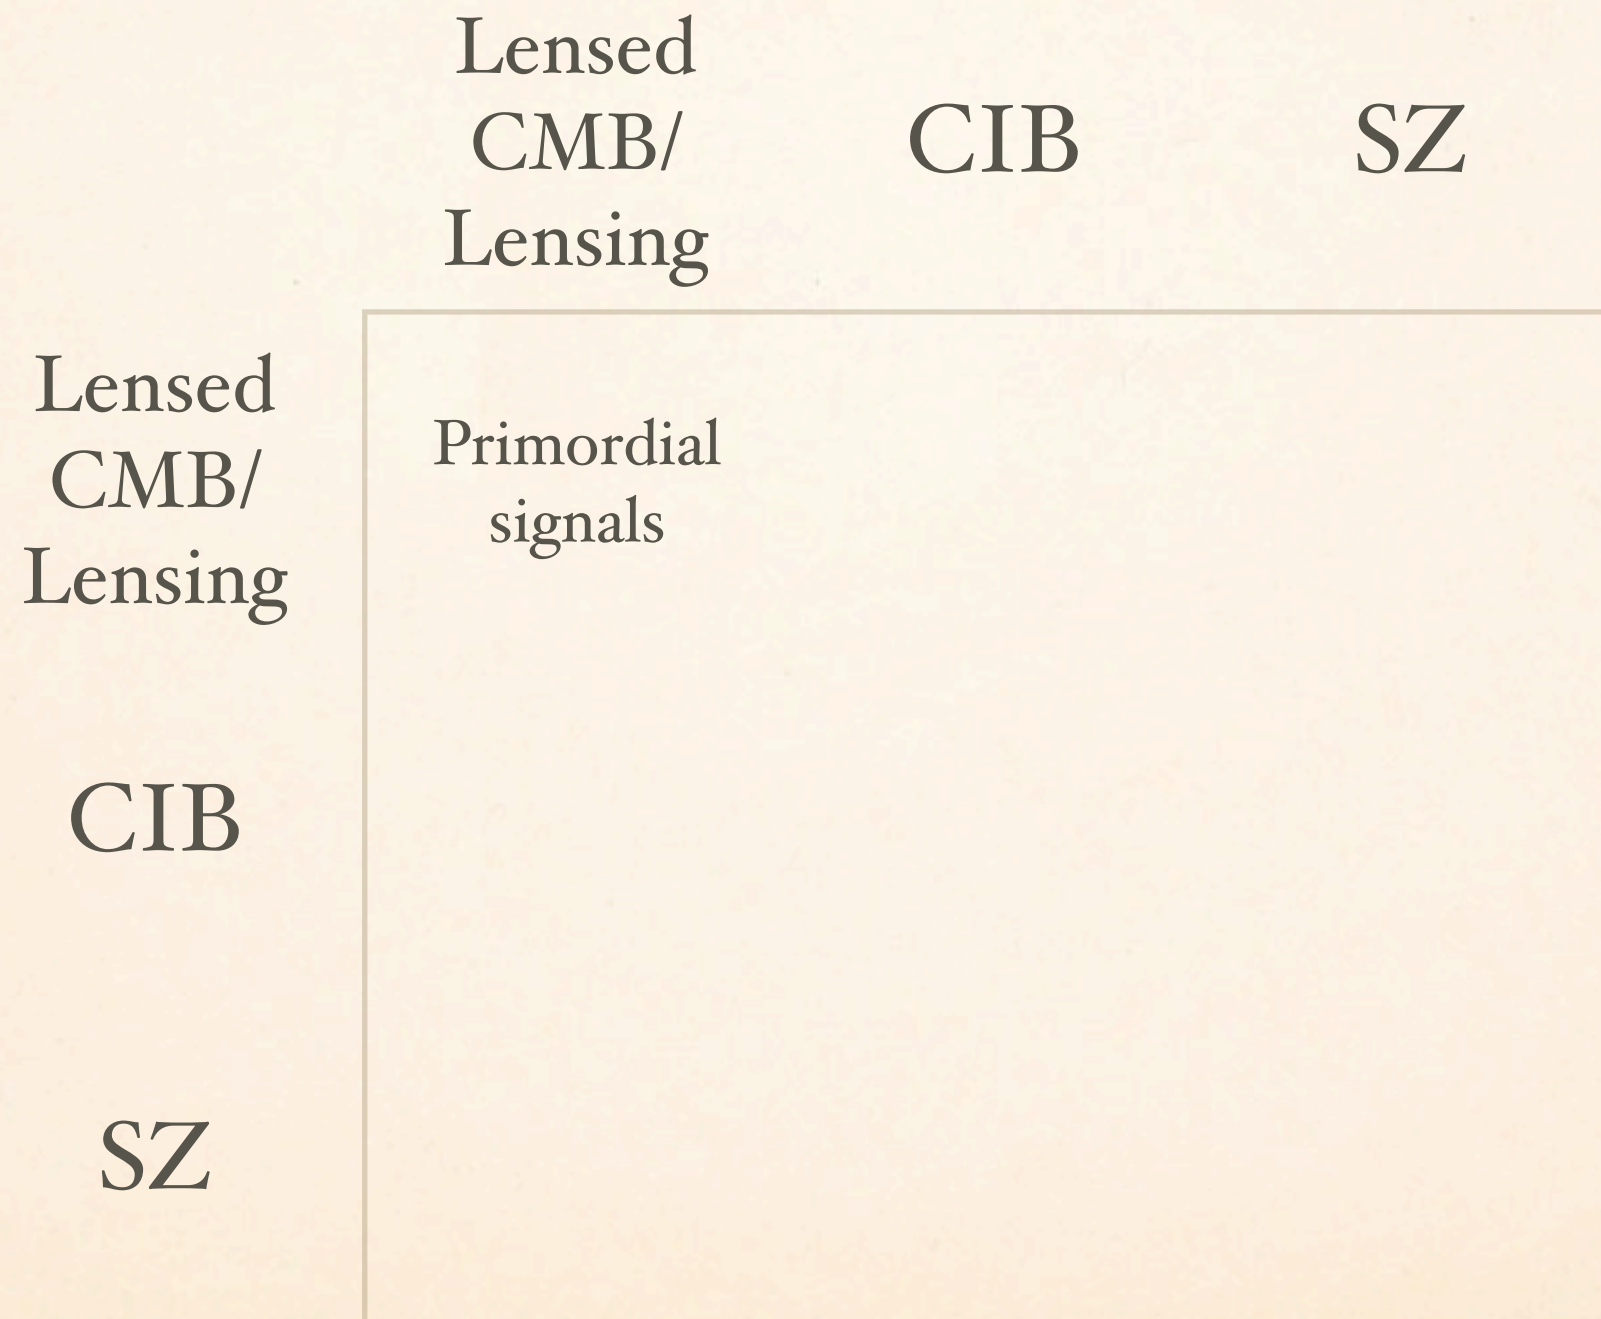 Lensed
CMB/
Lensing
CIB
SZ
Lensed
CMB/
Lensing
Primordial
signals
CIB
SZ